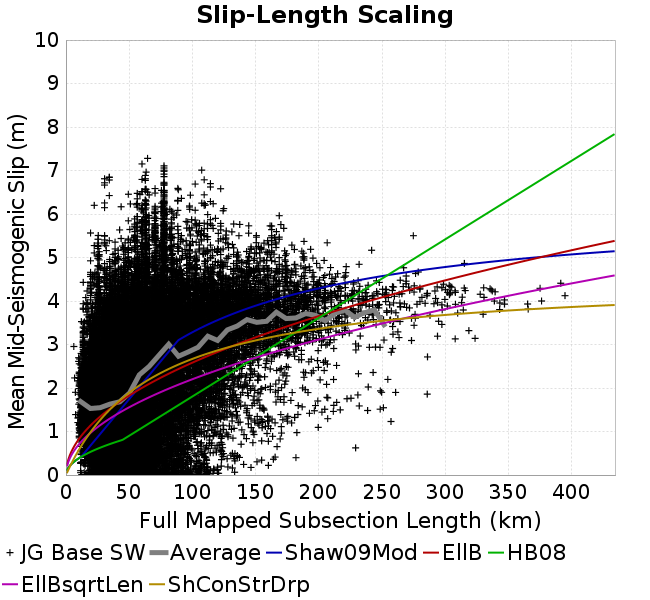 Slip-Length Scaling
10
9
8
7
6
5
4
3
2
1
0
Mean Mid-Seismogenic Slip (m)
0 50 100 150 200 250 300 350 400
Full Mapped Subsection Length (km)
JG Base SW Average Shaw09Mod EllB HB08
EllBsqrtLen ShConStrDrp